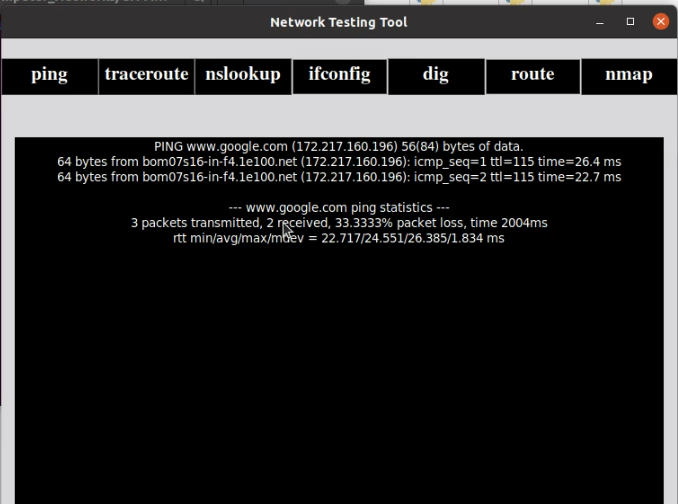 Network Testing Tool
ping traceroute nslookup ifconfig dig route nmap
PING www.google.com (172.217.160.196) 56(84) bytes of data.
64 bytes from bom07s16-in-f4.1e100.net (172.217.160.196): icmp_seq=1 ttl=115 time=26.4 ms
64 bytes from bom07s16-in-f4.1e100.net (172.217.160.196): icmp_seq=2 ttl=115 time=22.7 ms
--- www.google.com ping statistics ---
3 packets transmitted, 2 received, 33.3333% packet loss, time 2004ms
rtt min/avg/max/mdev = 22.717/24.551/26.385/1.834 ms